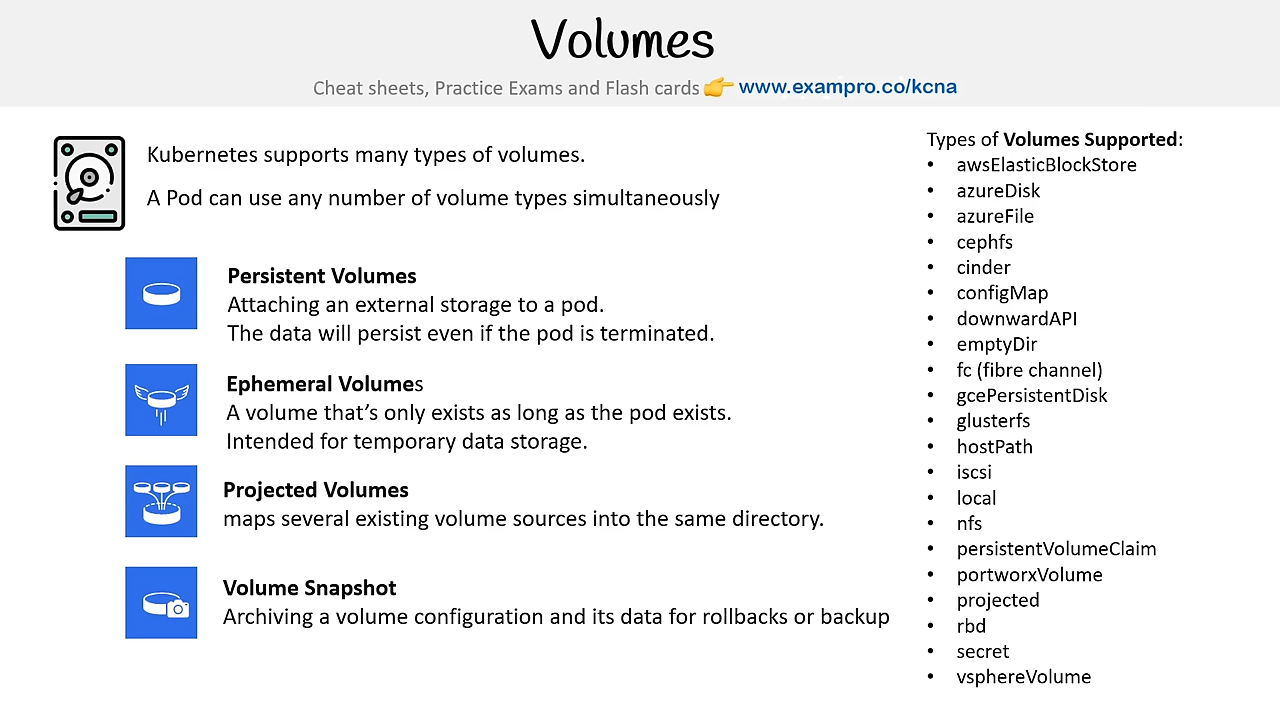 Volumes
Cheat sheets, Practice Exams and Flash cards 👉 www.exampro.co/kcna
Kubernetes supports many types of volumes.
A Pod can use any number of volume types simultaneously
Persistent Volumes
Attaching an external storage to a pod.
The data will persist even if the pod is terminated.
Ephemeral Volumes
A volume that’s only exists as long as the pod exists.
Intended for temporary data storage.
Projected Volumes
maps several existing volume sources into the same directory.
Volume Snapshot
Archiving a volume configuration and its data for rollbacks or backup
Types of Volumes Supported:
• awsElasticBlockStore
• azureDisk
• azureFile
• cephfs
• cinder
• configMap
• downwardAPI
• emptyDir
• fc (fibre channel)
• gcePersistentDisk
• glusterfs
• hostPath
• iscsi
• local
• nfs
• persistentVolumeClaim
• portworxVolume
• projected
• rbd
• secret
• vsphereVolume